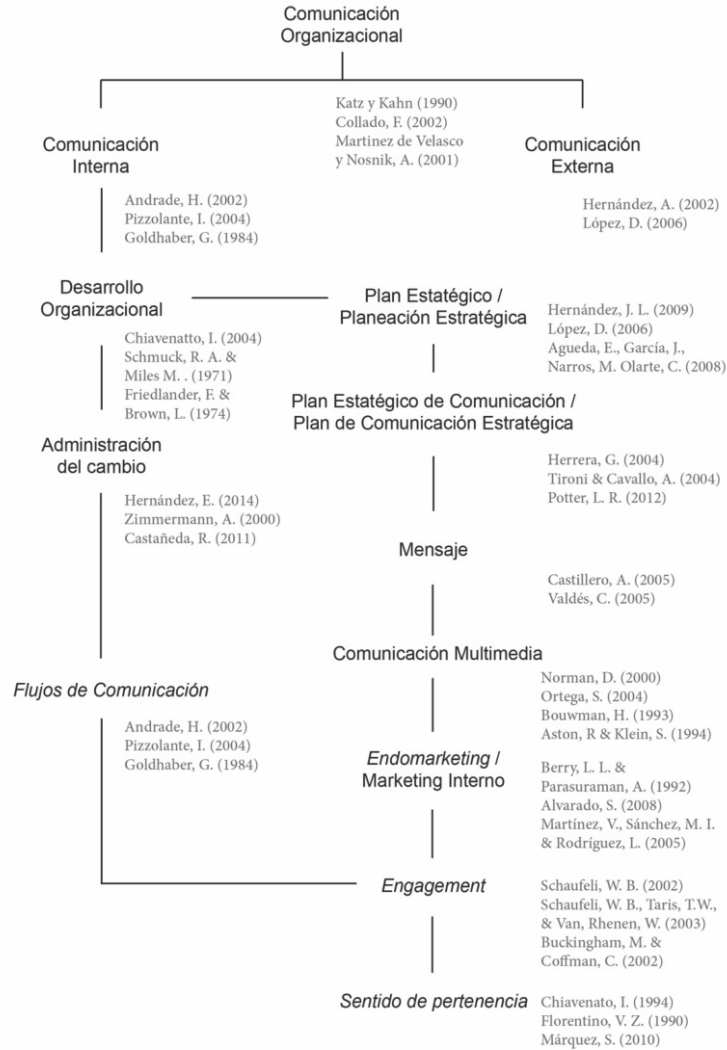 Comunicación
Organizacional
Katz y Kahn (1990)
Collado, F. (2002)
Martinez de Velasco
y Nosnik, A. (2001)
Comunicación
Interna
Andrade, H. (2002)
Pizzolante, I. (2004)
Goldhaber, G. (1984)
Comunicación
Externa
Hernández, A. (2002)
López, D. (2006)
Desarrollo
Organizacional
Chiavenatto, I. (2004)
Schmuck, R. A. &
Miles M. . (1971)
Friedlander, F. &
Brown, L. (1974)
Plan Estatégico /
Planeación Estratégica
Hernández, J. L. (2009)
López, D. (2006)
Agueda, E., García, J.,
Narros, M. Olarte, C. (2008)
Plan Estatégico de Comunicación /
Plan de Comunicación Estratégica
Herrera, G. (2004)
Tironi & Cavallo, A. (2004)
Potter, L. R. (2012)
Administración
del cambio
Hernández, E. (2014)
Zimmermann, A. (2000)
Castañeda, R. (2011)
Mensaje
Castillero, A. (2005)
Valdés, C. (2005)
Comunicación Multimedia
Norman, D. (2000)
Ortega, S. (2004)
Bouwman, H. (1993)
Aston, R & Klein, S. (1994)
Flujos de Comunicación
Andrade, H. (2002)
Pizzolante, I. (2004)
Goldhaber, G. (1984)
Endomarketing /
Marketing Interno
Berry, L. L. &
Parasuraman, A. (1992)
Alvarado, S. (2008)
Martínez, V., Sánchez, M. I.
& Rodríguez, L. (2005)
Engagement
Schaufeli, W. B. (2002)
Schaufeli, W. B., Taris, T.W.,
& Van, Rhenen, W. (2003)
Buckingham, M. &
Coffman, C. (2002)
Sentido de pertenencia
Chiavenato, I. (1994)
Florentino, V. Z. (1990)
Márquez, S. (2010)